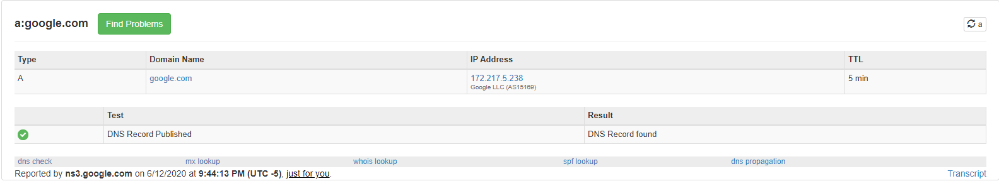 a:google.com Find Problems a
Type Domain Name IP Address TTL
A google.com 172.217.5.238 5 min
Google LLC (AS15169)
Test Result
DNS Record Published DNS Record found
dns check mx lookup whois lookup spf lookup dns propagation
Reported by ns3.google.com on 6/12/2020 at 9:44:13 PM (UTC -5), just for you. Transcript